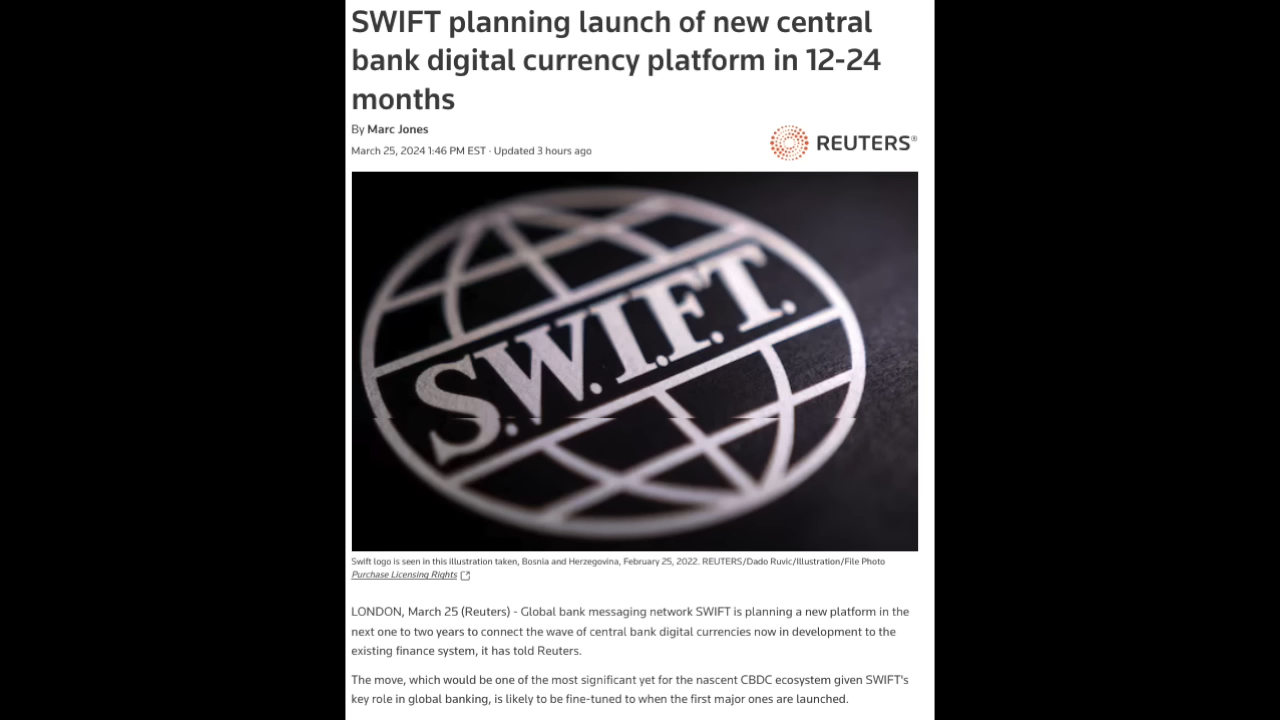 SWIFT planning launch of new central
bank digital currency platform in 12-24
months
By Marc Jones
March 25, 2024 1:46 PM EST · Updated 3 hours ago
REUTERS®
S.W.I.F.T.
Swift logo is seen in this illustration taken, Bosnia and Herzegovina, February 25, 2022. REUTERS/Dado Ruvic/Illustration/File Photo
Purchase Licensing Rights
LONDON, March 25 (Reuters) - Global bank messaging network SWIFT is planning a new platform in the
next one to two years to connect the wave of central bank digital currencies now in development to the
existing finance system, it has told Reuters.
The move, which would be one of the most significant yet for the nascent CBDC ecosystem given SWIFT's
key role in global banking, is likely to be fine-tuned to when the first major ones are launched.